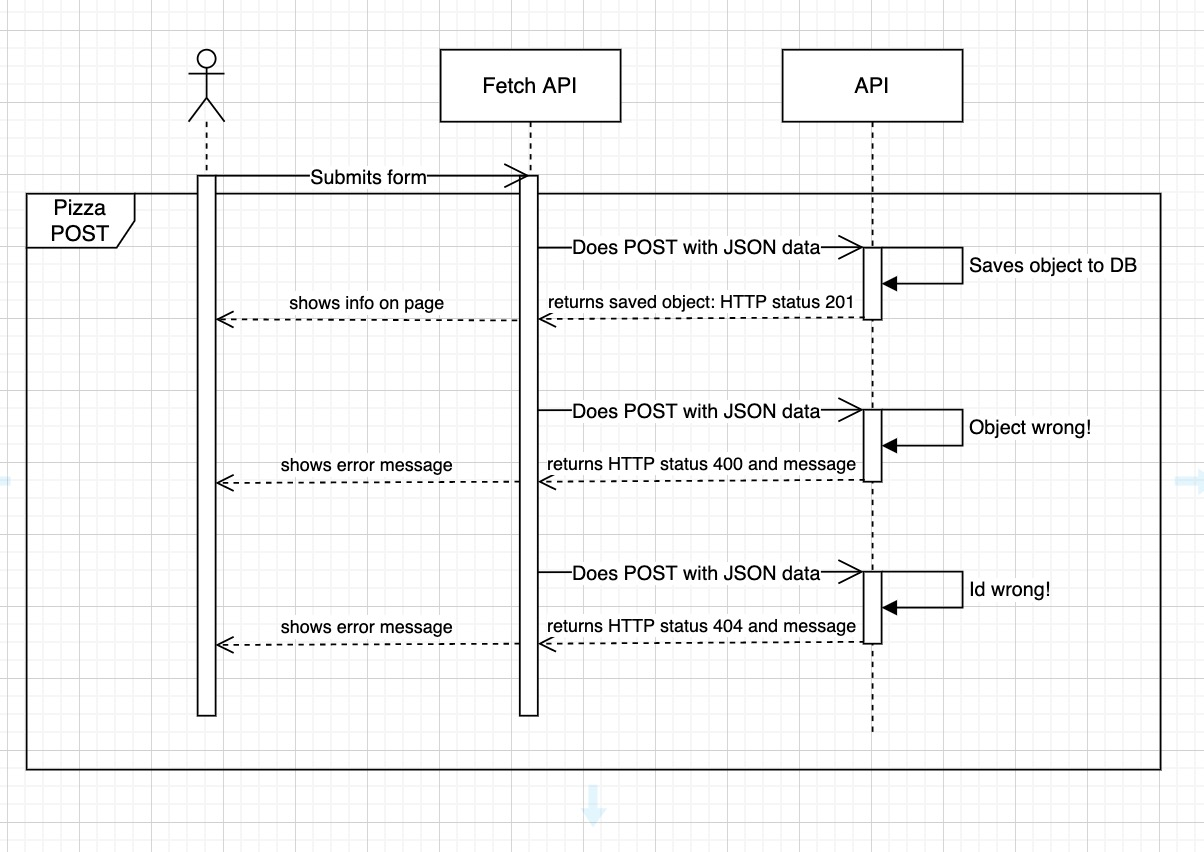 Fetch API
API
Submits form
Pizza
POST
Does POST with JSON data
Saves object to DB
shows info on page
returns saved object: HTTP status 201
Does POST with JSON data
Object wrong!
shows error message
returns HTTP status 400 and message
Does POST with JSON data
Id wrong!
shows error message
returns HTTP status 404 and message